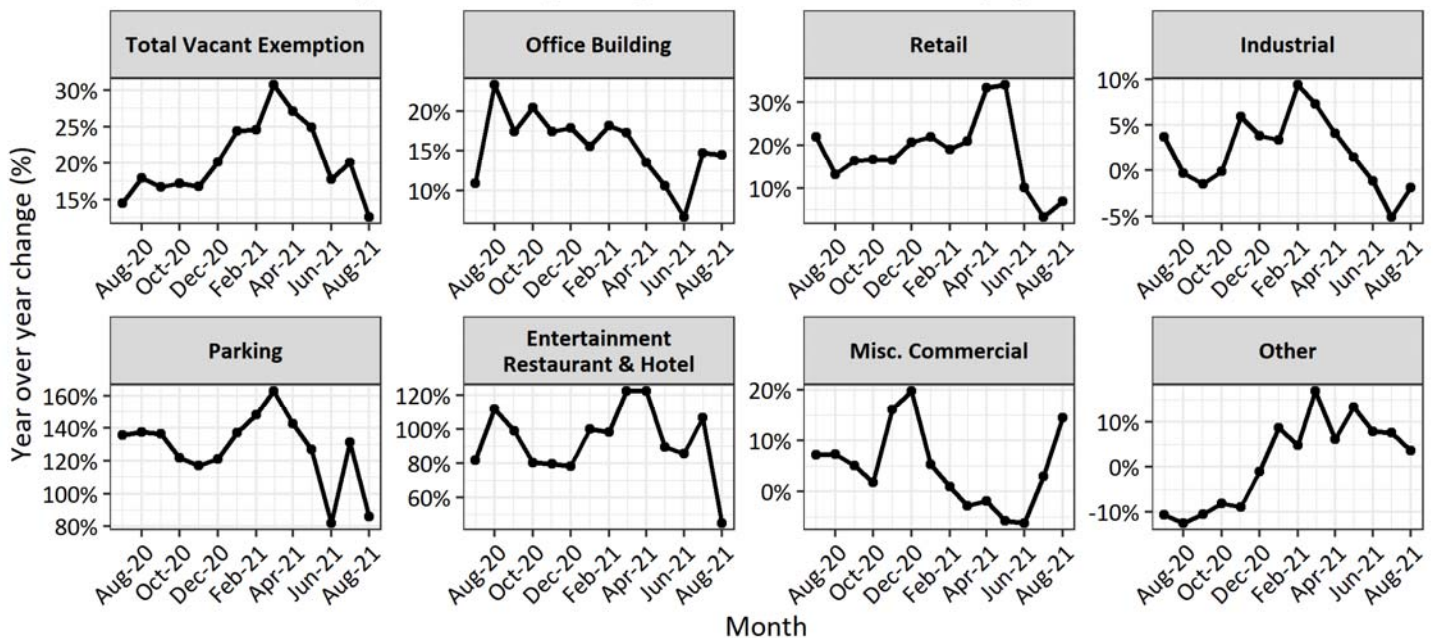 Total Vacant Exemption
Office Building
Retail
Industrial
30%
25%
20%
15%
20%
15%
10%
30%
20%
10%
10%
5%
0%
-5%
Aug-20 Oct-20 Dec-20 Feb-21 Apr-21 Jun-21 Aug-21
Aug-20 Oct-20 Dec-20 Feb-21 Apr-21 Jun-21 Aug-21
Aug-20 Oct-20 Dec-20 Feb-21 Apr-21 Jun-21 Aug-21
Aug-20 Oct-20 Dec-20 Feb-21 Apr-21 Jun-21 Aug-21
Year over year change (%)
Parking
Entertainment
Restaurant & Hotel
Misc. Commercial
Other
160%
140%
120%
100%
80%
120%
100%
80%
60%
20%
10%
0%
10%
0%
-10%
Aug-20 Oct-20 Dec-20 Feb-21 Apr-21 Jun-21 Aug-21
Aug-20 Oct-20 Dec-20 Feb-21 Apr-21 Jun-21 Aug-21
Aug-20 Oct-20 Dec-20 Feb-21 Apr-21 Jun-21 Aug-21
Aug-20 Oct-20 Dec-20 Feb-21 Apr-21 Jun-21 Aug-21
Month